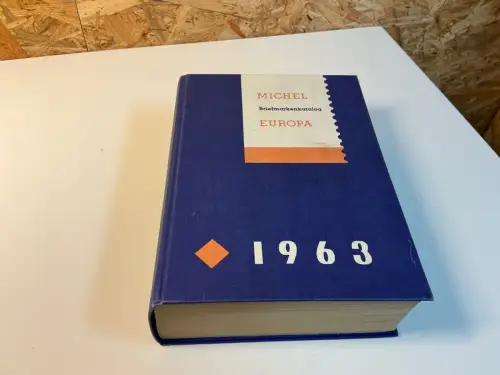 MICHEL
Briefmarkenkatalog
EUROPA
1963